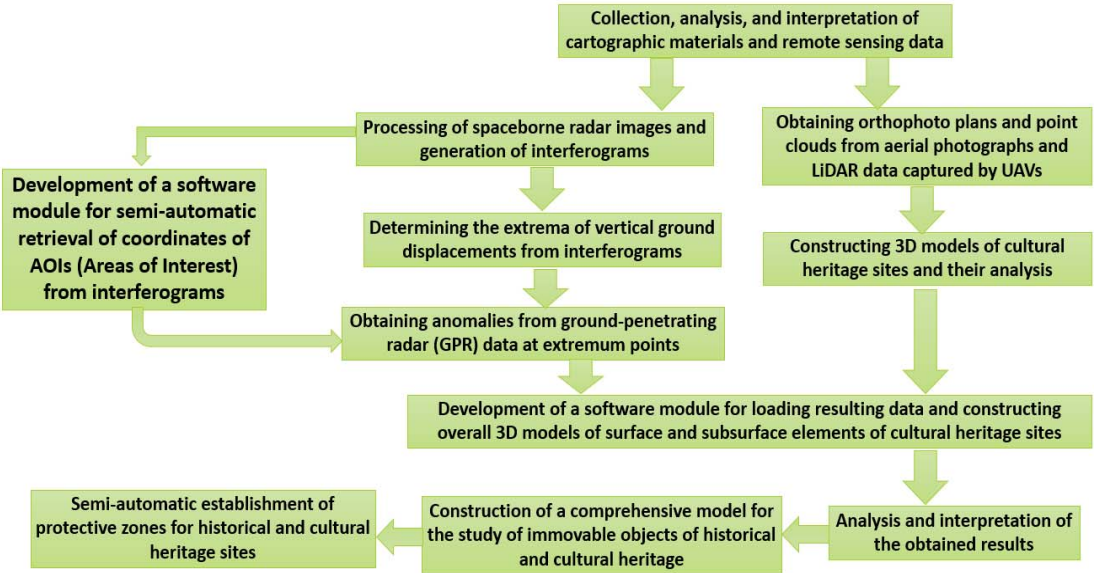 Collection, analysis, and interpretation of
cartographic materials and remote sensing data
Processing of spaceborne radar images and
generation of interferograms
Obtaining orthophoto plans and point
clouds from aerial photographs and
LiDAR data captured by UAVs
Development of a software
module for semi-automatic
retrieval of coordinates of
AOIs (Areas of Interest)
from interferograms
Determining the extrema of vertical ground
displacements from interferograms
Constructing 3D models of cultural
heritage sites and their analysis
Obtaining anomalies from ground-penetrating
radar (GPR) data at extremum points
Development of a software module for loading resulting data and constructing
overall 3D models of surface and subsurface elements of cultural heritage sites
Semi-automatic establishment of
protective zones for historical and cultural
heritage sites
Construction of a comprehensive model for
the study of immovable objects of historical
and cultural heritage
Analysis and interpretation of
the obtained results